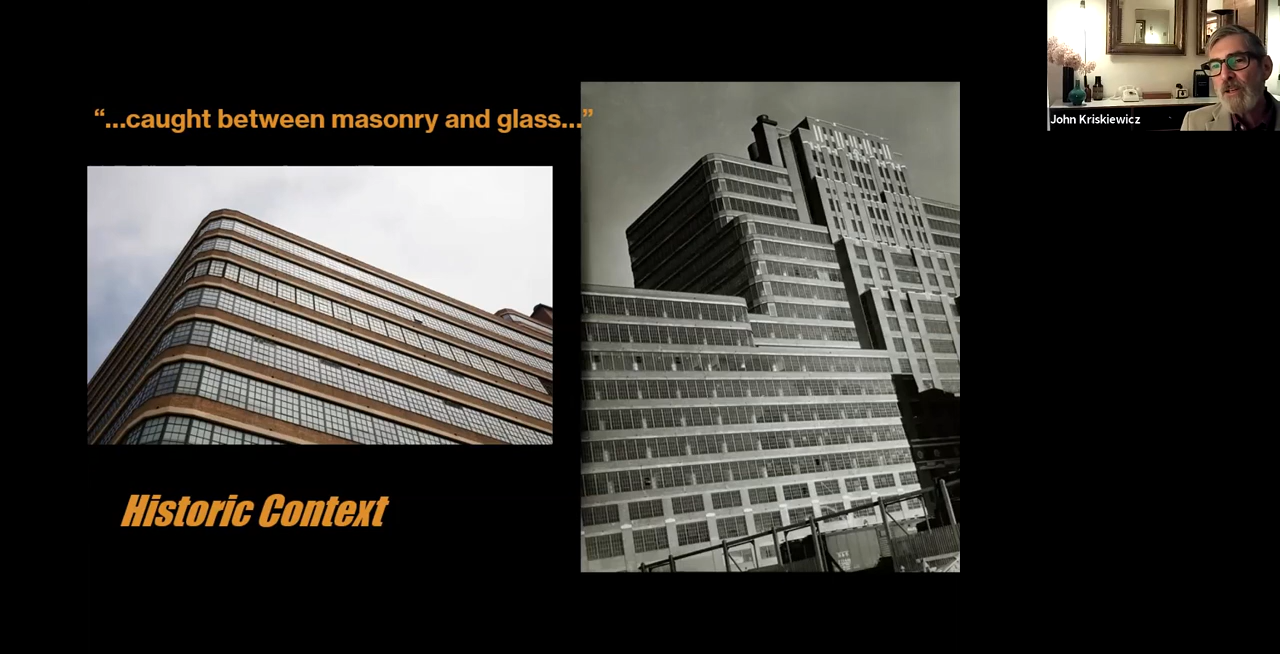 “...caught between masonry and glass...”
Historic Context
John Kriskiewicz